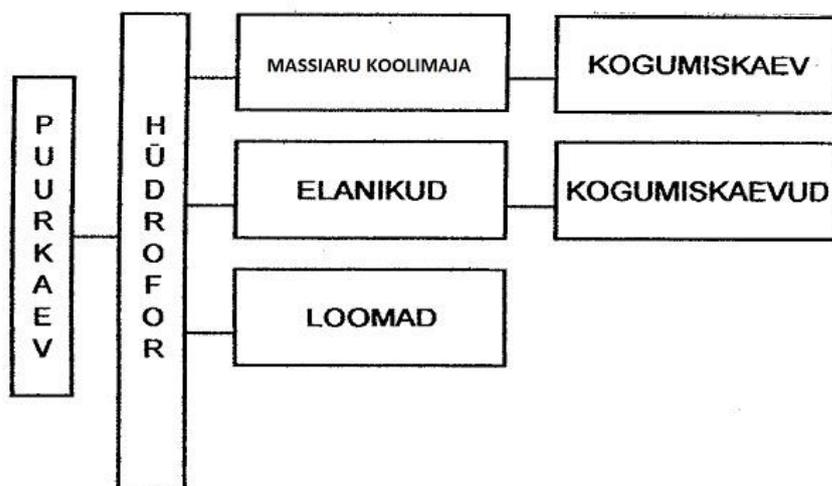 PUURKAEV
HÜDROFOR
MASSIARU KOOLIMAJA
KOGUMISKAEV
ELANIKUD
KOGUMISKAEVUD
LOOMAD